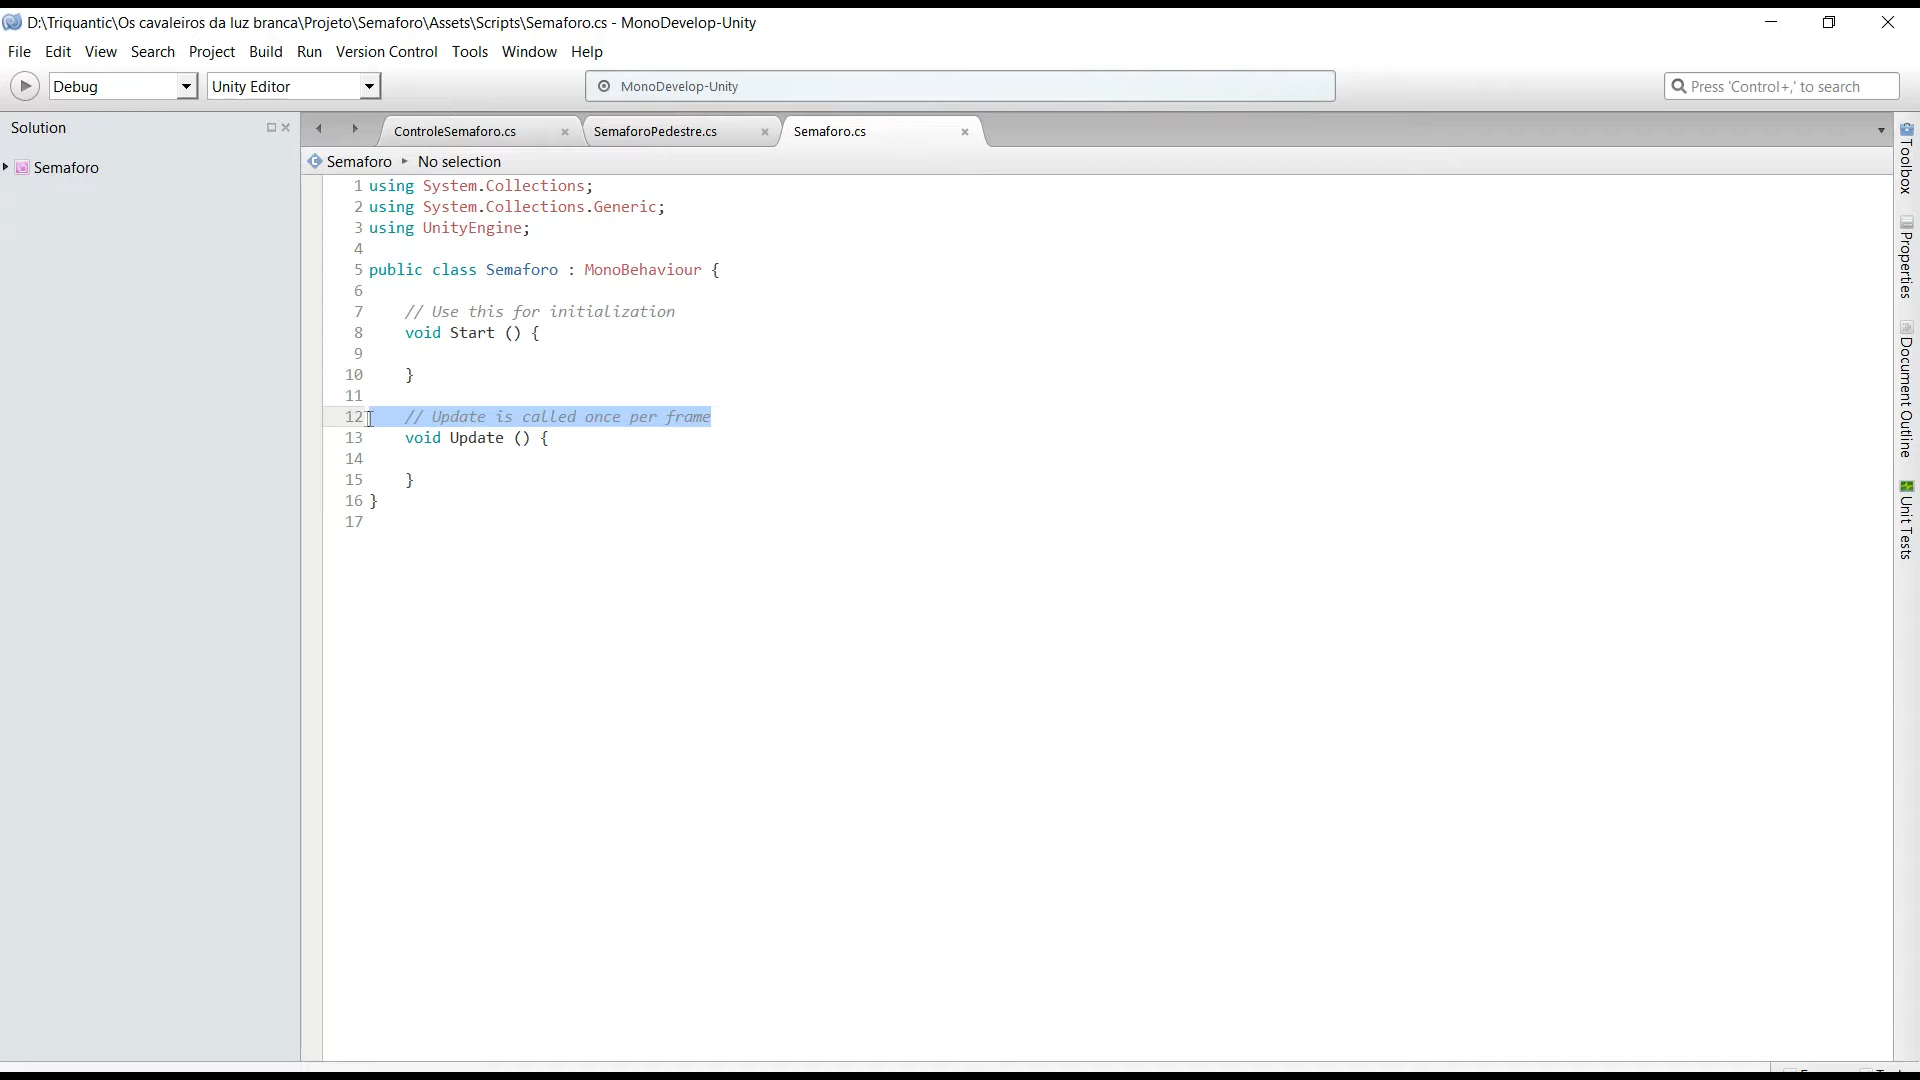 D:\Triquantic\Os cavaleiros da luz branca\Projeto\Semaforo\Assets\Scripts\Semaforo.cs - MonoDevelop-Unity
File Edit View Search Project Build Run Version Control Tools Window Help
Debug Unity Editor MonoDevelop-Unity Press 'Control+,' to search
Solution ControleSemaforo.cs SemaforoPedestre.cs Semaforo.cs
Semaforo
Semaforo No selection
1 using System.Collections;
2 using System.Collections.Generic;
3 using UnityEngine;
4
5 public class Semaforo : MonoBehaviour {
6
7 // Use this for initialization
8 void Start () {
9
10 }
11
12 // Update is called once per frame
13 void Update () {
14
15 }
16 }
17
Toolbox
Properties
Document Outline
Unit Tests